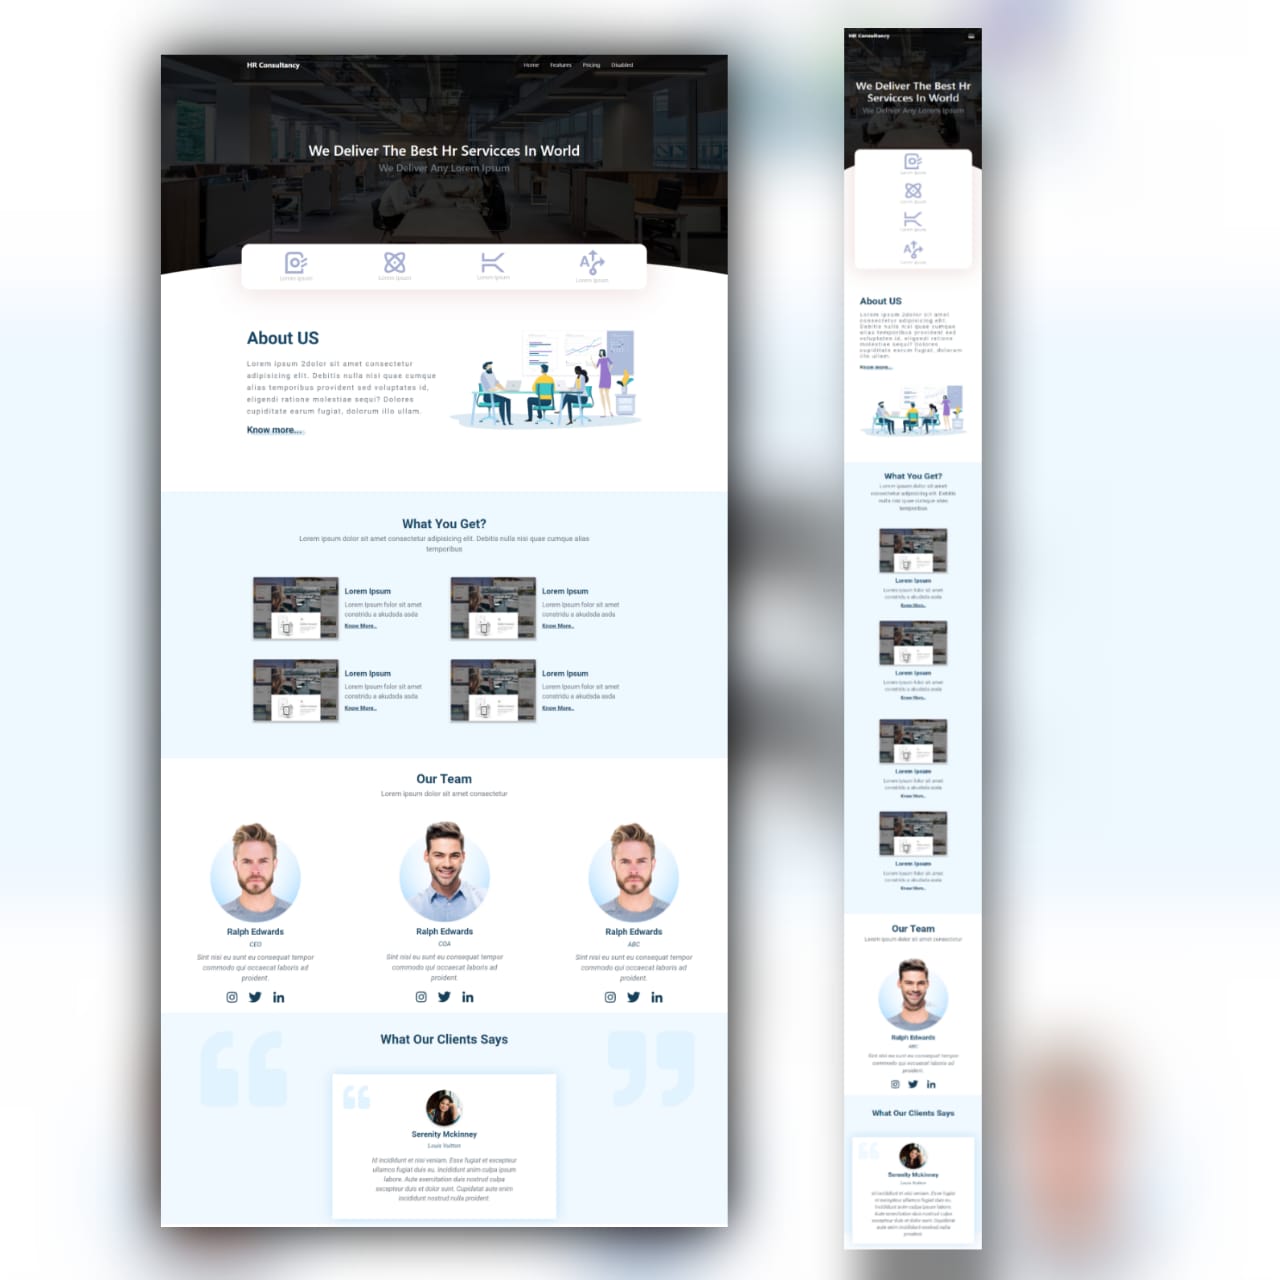 HR Consultancy
Home Features Pricing Disabled
We Deliver The Best Hr Servicces In World
We Deliver Any Lorem Ipsum
Lorem ipsum Lorem ipsum Lorem ipsum Lorem ipsum
About US
Lorem ipsum 2dolor sit amet consectetur
adipisicing elit. Debitis nulla nisi quae cumque
alias temporibus provident sed voluptates id,
eligendi ratione molestiae sequi? Dolores
cupiditate earum fugiat, dolorum illo ullam.
Know more...
What You Get?
Lorem ipsum dolor sit amet consectetur adipisicing elit. Debitis nulla nisi quae cumque alias
temporibus
Lorem Ipsum
Lorem Ipsum folor sit amet
constridu a akudsda asda
Know More..
Lorem Ipsum
Lorem Ipsum folor sit amet
constridu a akudsda asda
Know More..
Lorem Ipsum
Lorem Ipsum folor sit amet
constridu a akudsda asda
Know More..
Lorem Ipsum
Lorem Ipsum folor sit amet
constridu a akudsda asda
Know More..
Our Team
Lorem ipsum dolor sit amet consectetur
Ralph Edwards
CEO
Sint nisi eu sunt eu consequat tempor
commodo qui occaecat laboris ad
proident.
Ralph Edwards
COA
Sint nisi eu sunt eu consequat tempor
commodo qui occaecat laboris ad
proident.
Ralph Edwards
ABC
Sint nisi eu sunt eu consequat tempor
commodo qui occaecat laboris ad
proident.
What Our Clients Says
Serenity Mckinney
Louis Vuitton
Id incididunt et nisi veniam. Esse fugiat et excepteur
ullamco fugiat duis eu. Incididunt anim culpa ipsum
labore. Aute exercitation duis nostrud culpa
excepteur duis et dolor sunt. Cupidatat aute enim
incididunt nostrud nulla proident
HR Consultancy
We Deliver The Best Hr
Servicces In World
We Deliver Any Lorem Ipsum
Lorem ipsum
Lorem ipsum
Lorem ipsum
Lorem ipsum
About US
Lorem ipsum 2dolor sit amet
consectetur adipisicing elit.
Debitis nulla nisi quae cumque
alias temporibus provident sed
voluptates id, eligendi ratione
molestiae sequi? Dolores
cupiditate earum fugiat, dolorum
illo ullam.
Know more...
What You Get?
Lorem ipsum dolor sit amet
consectetur adipisicing elit. Debitis
nulla nisi quae cumque alias
temporibus
Lorem Ipsum
Lorem Ipsum folor sit amet
constridu a akudsda asda
Know More..
Lorem Ipsum
Lorem Ipsum folor sit amet
constridu a akudsda asda
Know More..
Lorem Ipsum
Lorem Ipsum folor sit amet
constridu a akudsda asda
Know More..
Lorem Ipsum
Lorem Ipsum folor sit amet
constridu a akudsda asda
Know More..
Our Team
Lorem ipsum dolor sit amet consectetur
Ralph Edwards
ABC
Sint nisi eu sunt eu consequat tempor
commodo qui occaecat laboris ad
proident.
What Our Clients Says
Serenity Mckinney
Louis Vuitton
Id incididunt et nisi veniam. Esse fugiat
et excepteur ullamco fugiat duis eu.
Incididunt anim culpa ipsum labore.
Aute exercitation duis nostrud culpa
excepteur duis et dolor sunt. Cupidatat
aute enim incididunt nostrud nulla
proident